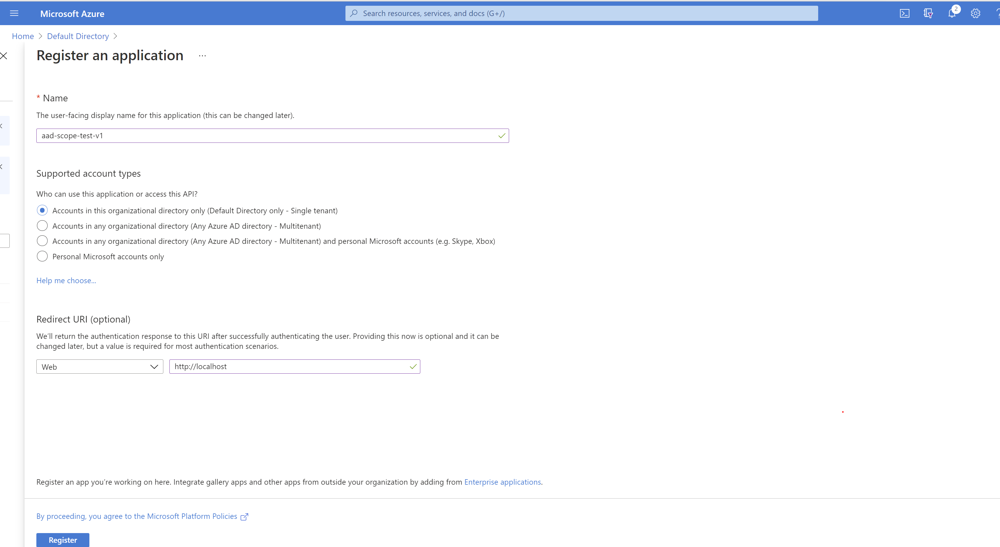 Microsoft Azure
Search resources, services, and docs (G+/)
2
Home > Default Directory >
Register an application ...
* Name
The user-facing display name for this application (this can be changed later).
aad-scope-test-v1
Supported account types
Who can use this application or access this API?
Accounts in this organizational directory only (Default Directory only - Single tenant)
Accounts in any organizational directory (Any Azure AD directory - Multitenant)
Accounts in any organizational directory (Any Azure AD directory - Multitenant) and personal Microsoft accounts (e.g. Skype, Xbox)
Personal Microsoft accounts only
Help me choose...
Redirect URI (optional)
We’ll return the authentication response to this URI after successfully authenticating the user. Providing this now is optional and it can be
changed later, but a value is required for most authentication scenarios.
Web
http://localhost
Register an app you’re working on here. Integrate gallery apps and other apps from outside your organization by adding from Enterprise applications.
By proceeding, you agree to the Microsoft Platform Policies
Register